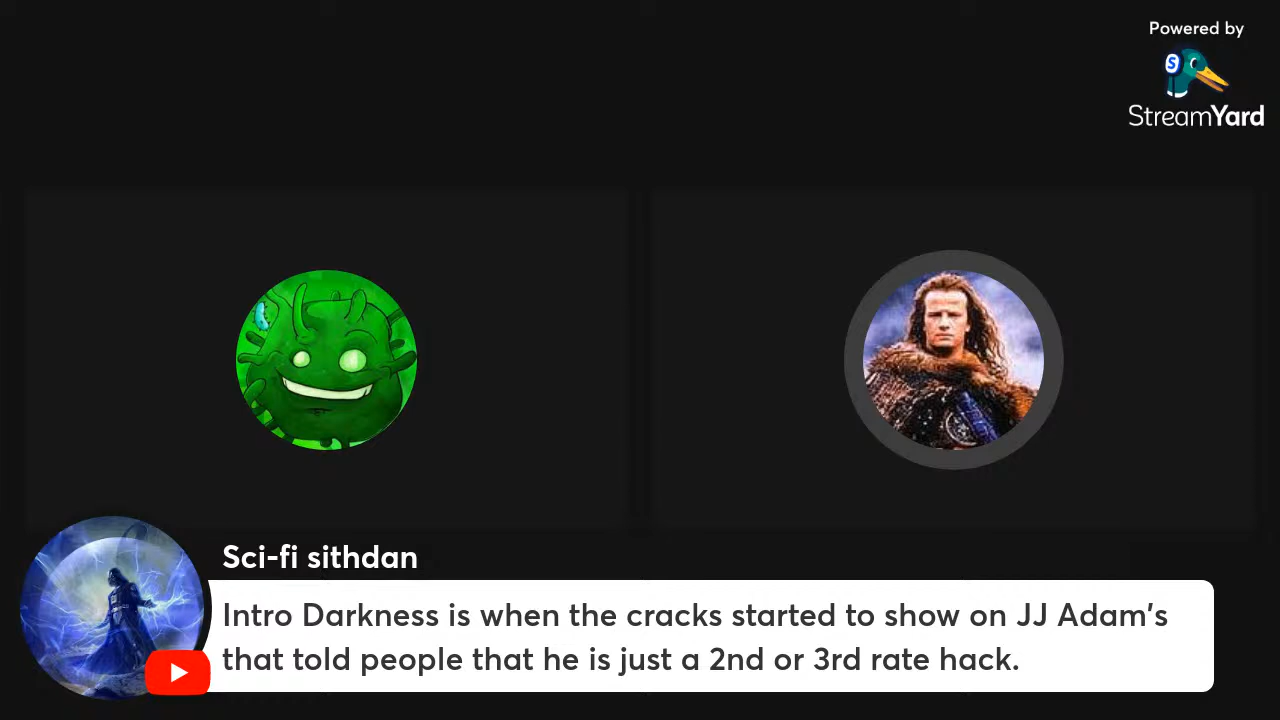 Powered by
S
StreamYard
Sci-fi sithdan
Intro Darkness is when the cracks started to show on JJ Adam's
that told people that he is just a 2nd or 3rd rate hack.